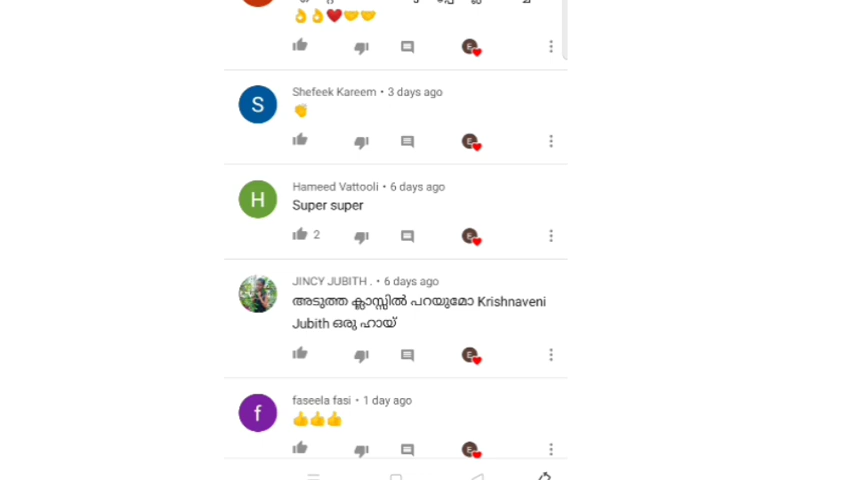 👌👌❤️🤝🤝
S
Shefeek Kareem • 3 days ago
👏
E
H
Hameed Vattooli • 6 days ago
Super super
2
E
JINCY JUBITH . • 6 days ago
അടുത്ത ക്ലാസ്സിൽ പറയുമോ Krishnaveni
Jubith ഒരു ഹായ്
E
f
faseela fasi • 1 day ago
👍👍👍
E